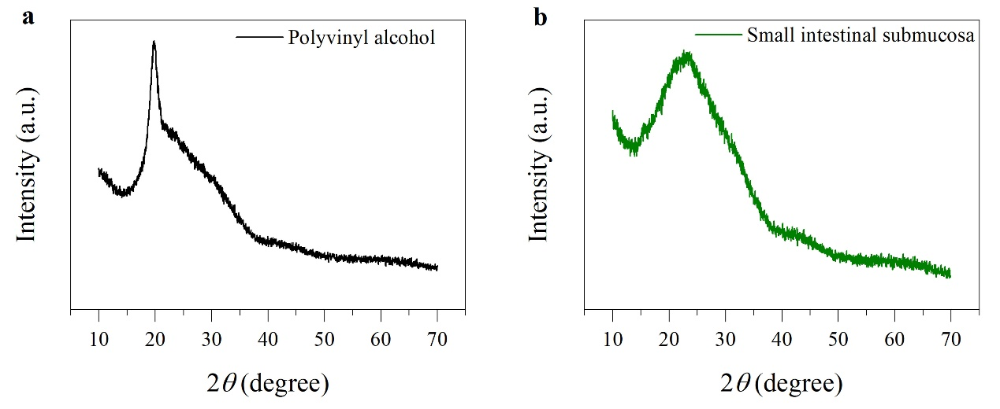 a
Polyvinyl alcohol
Intensity (a.u.)
10 20 30 40 50 60 70
2θ (degree)
b
Small intestinal submucosa
Intensity (a.u.)
10 20 30 40 50 60 70
2θ (degree)